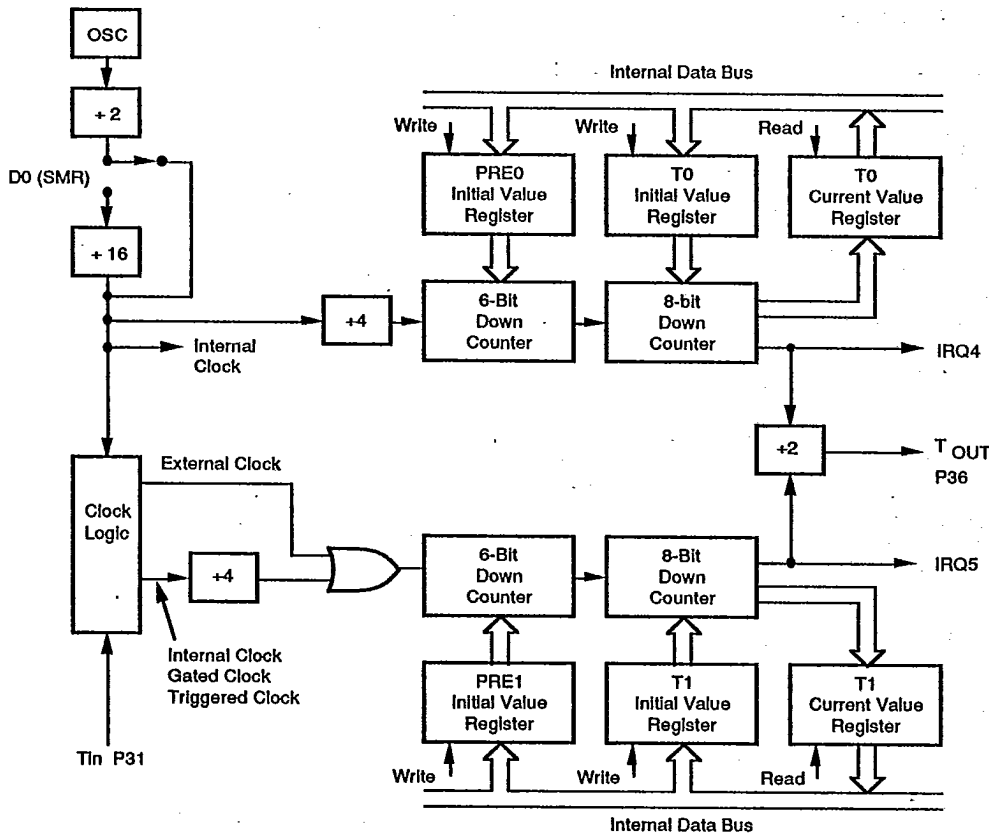 OSC
+ 2
D0 (SMR)
+ 16
Internal
Clock
+4
Internal Data Bus
Write
Write
Read
PRE0
Initial Value
Register
T0
Initial Value
Register
T0
Current Value
Register
6-Bit
Down
Counter
8-bit
Down
Counter
IRQ4
+2
T OUT
P36
External Clock
Clock
Logic
+4
Internal Clock
Gated Clock
Triggered Clock
Tin P31
6-Bit
Down
Counter
8-Bit
Down
Counter
IRQ5
PRE1
Initial Value
Register
T1
Initial Value
Register
T1
Current Value
Register
Write
Write
Read
Internal Data Bus